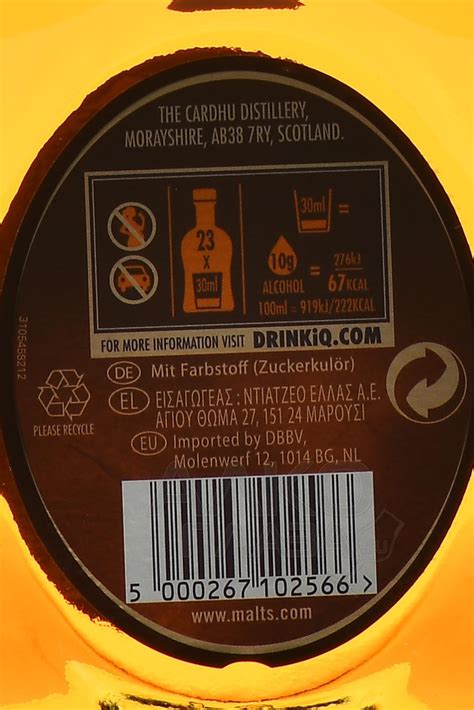 THE CARDHU DISTILLERY,
MORAYSHIRE, AB38 7RY, SCOTLAND.
23
x
30ml
30ml =
10g
ALCOHOL = 276kJ
67KCAL
100ml = 919kJ/222KCAL
FOR MORE INFORMATION VISIT DRINKiQ.COM
DE Mit Farbstoff (Zuckerkulör)
EL ΕΙΣΑΓΩΓΕΑΣ: ΝΤΙΑΤΖΕΟ ΕΛΛΑΣ Α.Ε.
ΑΓΙΟΥ ΘΩΜΑ 27, 151 24 ΜΑΡΟΥΣΙ
EU Imported by DBBV,
Molenwerf 12, 1014 BG, NL
PLEASE RECYCLE
3105458212
5 000267 102566 >
www.malts.com